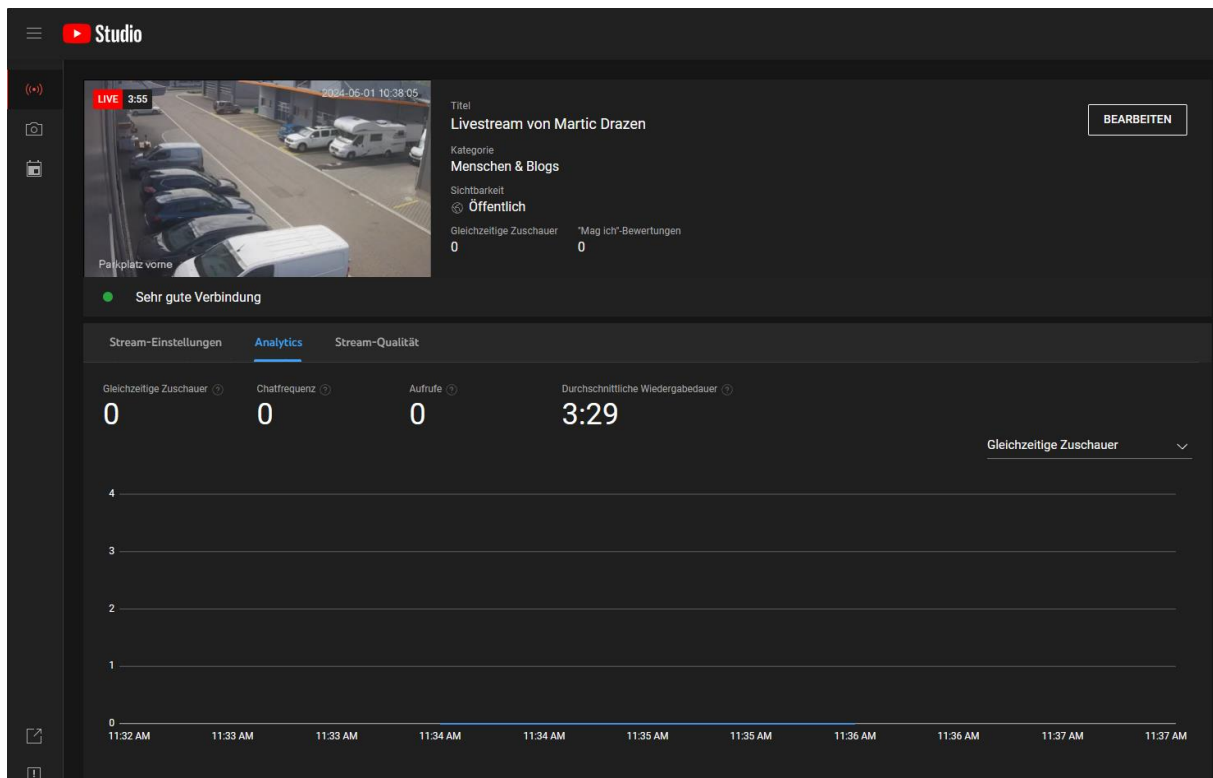 Studio
LIVE 3:55
2024-05-01 10:38:05
Parkplatz vorne
Titel
Livestream von Martic Drazen
BEARBEITEN
Kategorie
Menschen & Blogs
Sichtbarkeit
Öffentlich
Gleichzeitige Zuschauer "Mag ich"-Bewertungen
0 0
Sehr gute Verbindung
Stream-Einstellungen Analytics Stream-Qualität
Gleichzeitige Zuschauer Chatfrequenz Aufrufe Durchschnittliche Wiedergabedauer
0 0 0 3:29
Gleichzeitige Zuschauer
4
3
2
1
0
11:32 AM 11:33 AM 11:33 AM 11:34 AM 11:34 AM 11:35 AM 11:35 AM 11:36 AM 11:36 AM 11:37 AM 11:37 AM